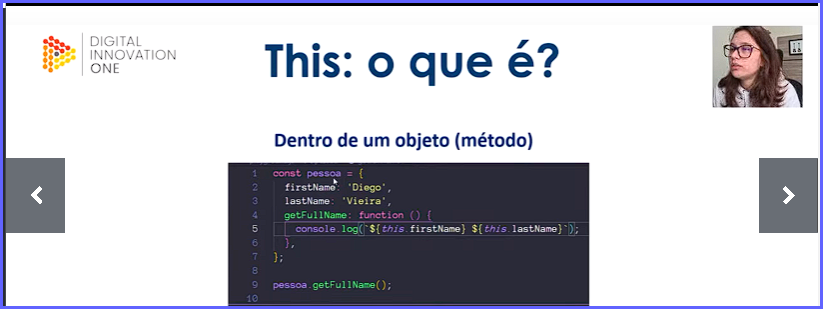 DIGITAL
INNOVATION
ONE
This: o que é?
Dentro de um objeto (método)
1 const pessoa = {
2 firstName: 'Diego',
3 lastName: 'Vieira',
4 getFullName: function () {
5 console.log(`${this.firstName} ${this.lastName}`);
6 },
7 };
8
9 pessoa.getFullName();
10